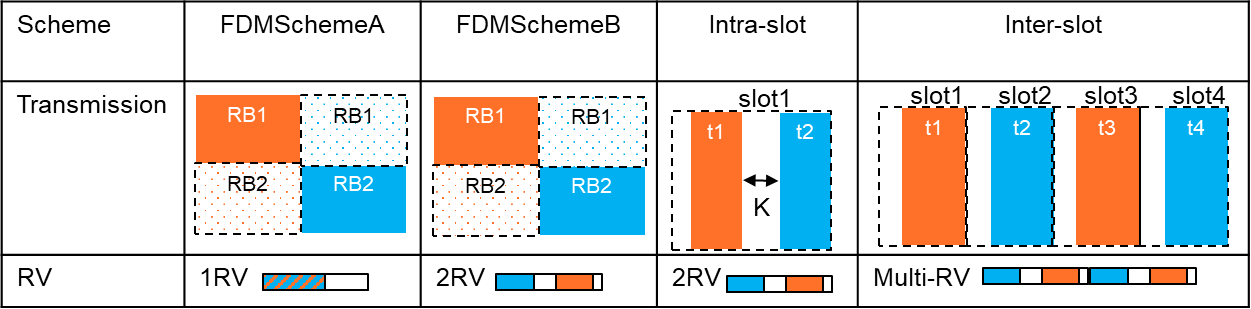 Scheme
FDMSchemeA
FDMSchemeB
Intra-slot
Inter-slot
Transmission
RB1
RB1
RB2
RB2
RB1
RB1
RB2
RB2
slot1
t1
t2
K
slot1
slot2
slot3
slot4
t1
t2
t3
t4
RV
1RV
2RV
2RV
Multi-RV